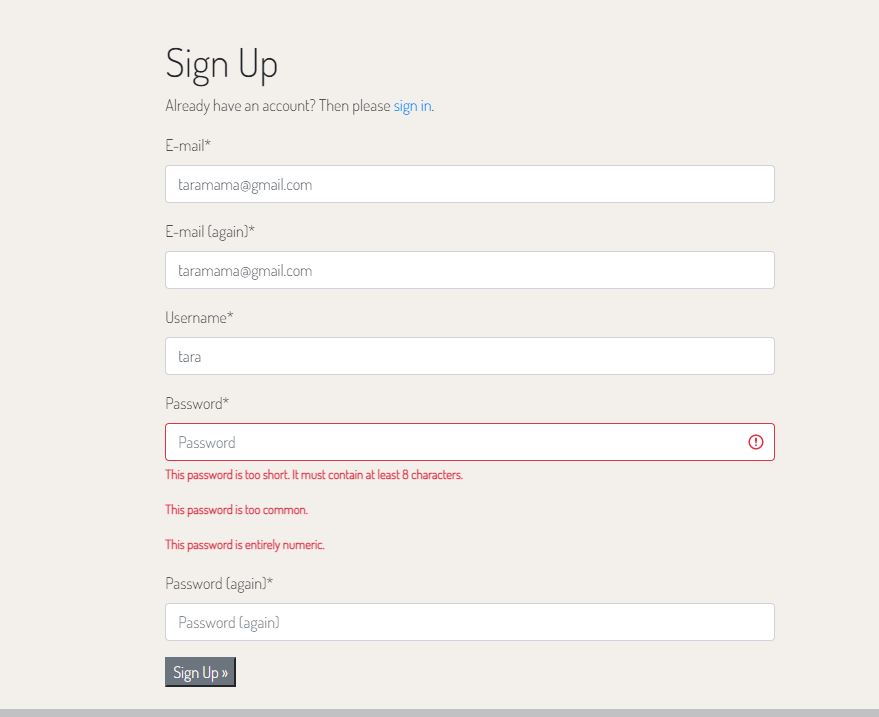 Sign Up
Already have an account? Then please sign in.
E-mail*
taramama@gmail.com
E-mail (again)*
taramama@gmail.com
Username*
tara
Password*
Password
This password is too short. It must contain at least 8 characters.
This password is too common.
This password is entirely numeric.
Password (again)*
Password (again)
Sign Up »